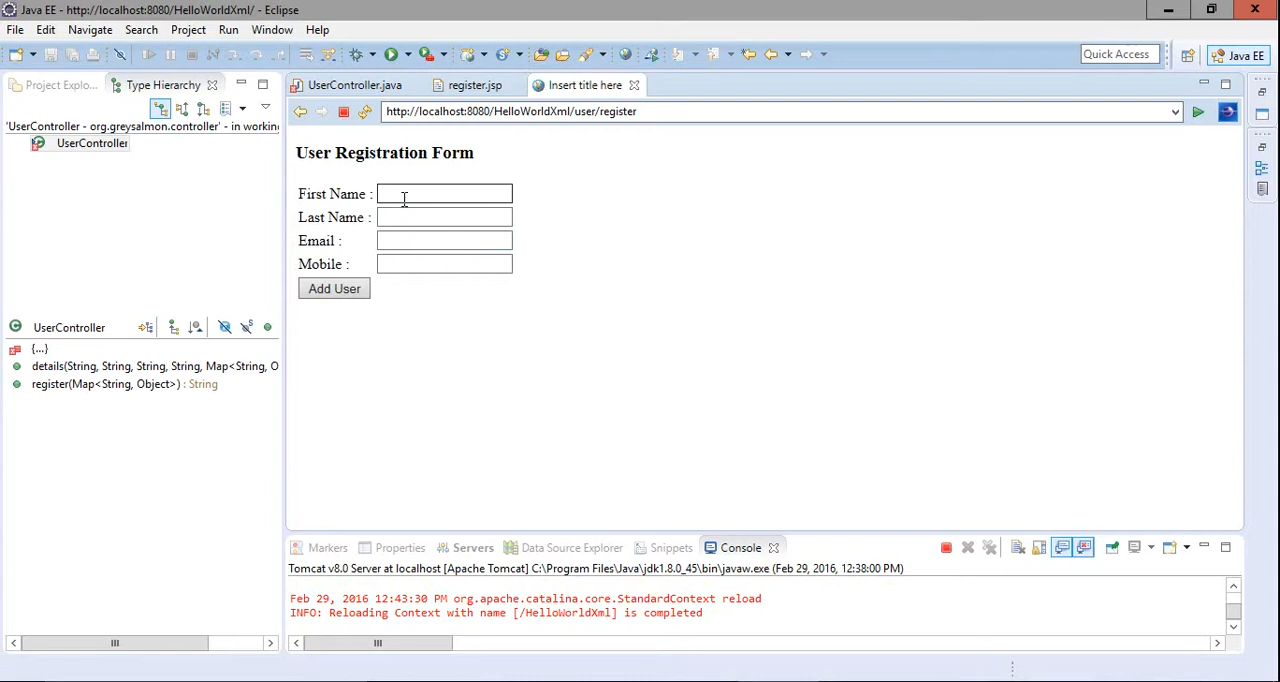 Java EE - http://localhost:8080/HelloWorldXml/ - Eclipse
File Edit Navigate Search Project Run Window Help
Quick Access
Java EE
Project Explo...
Type Hierarchy
UserController.java
register.jsp
Insert title here
'UserController - org.greysalmon.controller' - in working
http://localhost:8080/HelloWorldXml/user/register
UserController
User Registration Form
First Name :
Last Name :
Email :
Mobile :
Add User
UserController
{...}
details(String, String, String, String, Map<String, O
register(Map<String, Object>) : String
Markers Properties Servers Data Source Explorer Snippets Console
Tomcat v8.0 Server at localhost [Apache Tomcat] C:\Program Files\Java\jdk1.8.0_45\bin\javaw.exe (Feb 29, 2016, 12:38:00 PM)
Feb 29, 2016 12:43:30 PM org.apache.catalina.core.StandardContext reload
INFO: Reloading Context with name [/HelloWorldXml] is completed